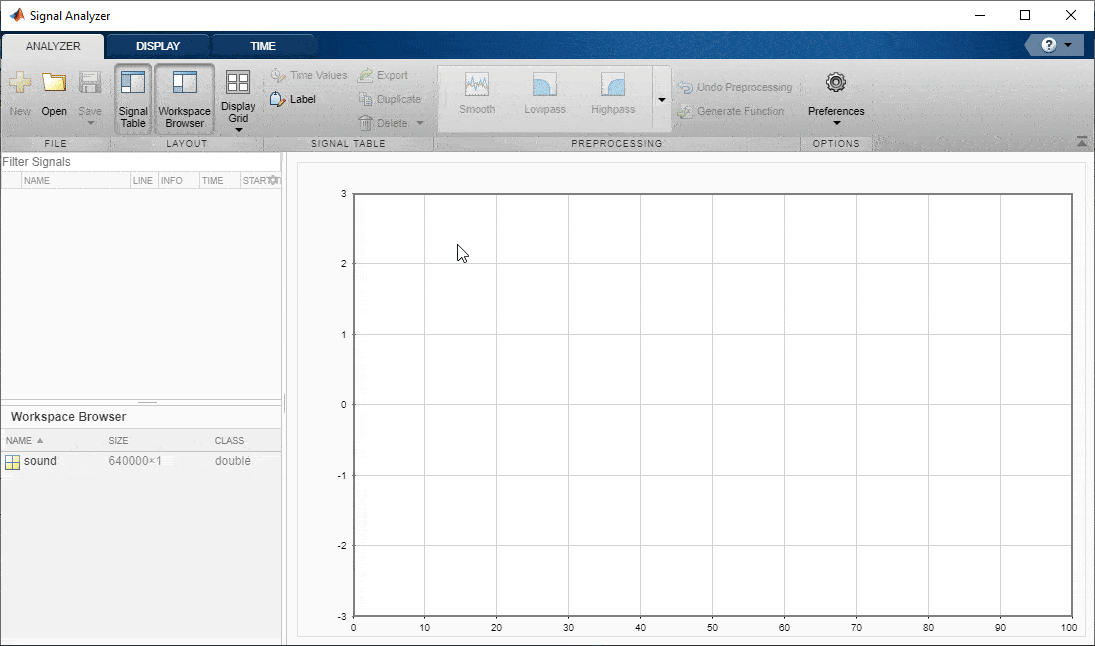 Signal Analyzer
ANALYZER DISPLAY TIME ?
New Open Save Signal Table Workspace Browser Display Grid
Time Values Export
Label Duplicate
Delete
Smooth Lowpass Highpass
Undo Preprocessing
Generate Function
Preferences
FILE LAYOUT SIGNAL TABLE PREPROCESSING OPTIONS
Filter Signals
NAME LINE INFO TIME START
3
2
1
0
-1
-2
-3
0 10 20 30 40 50 60 70 80 90 100
Workspace Browser
NAME SIZE CLASS
sound 640000×1 double